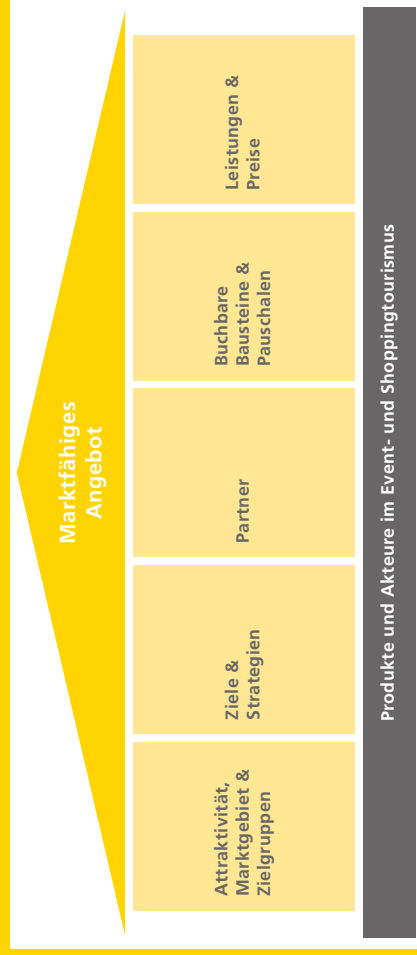 Marktfähiges
Angebot
Attraktivität,
Marktgebiet &
Zielgruppen
Ziele &
Strategien
Partner
Buchbare
Bausteine &
Pauschalen
Leistungen &
Preise
Produkte und Akteure im Event- und Shoppingtourismus